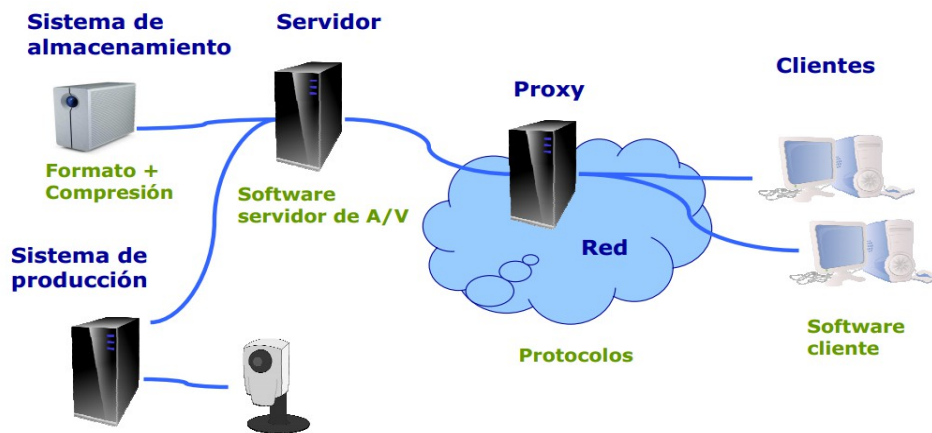 Sistema de
almacenamiento
Servidor
Proxy
Clientes
Formato +
Compresión
Software
servidor de A/V
Red
Sistema de
producción
Protocolos
Software
cliente